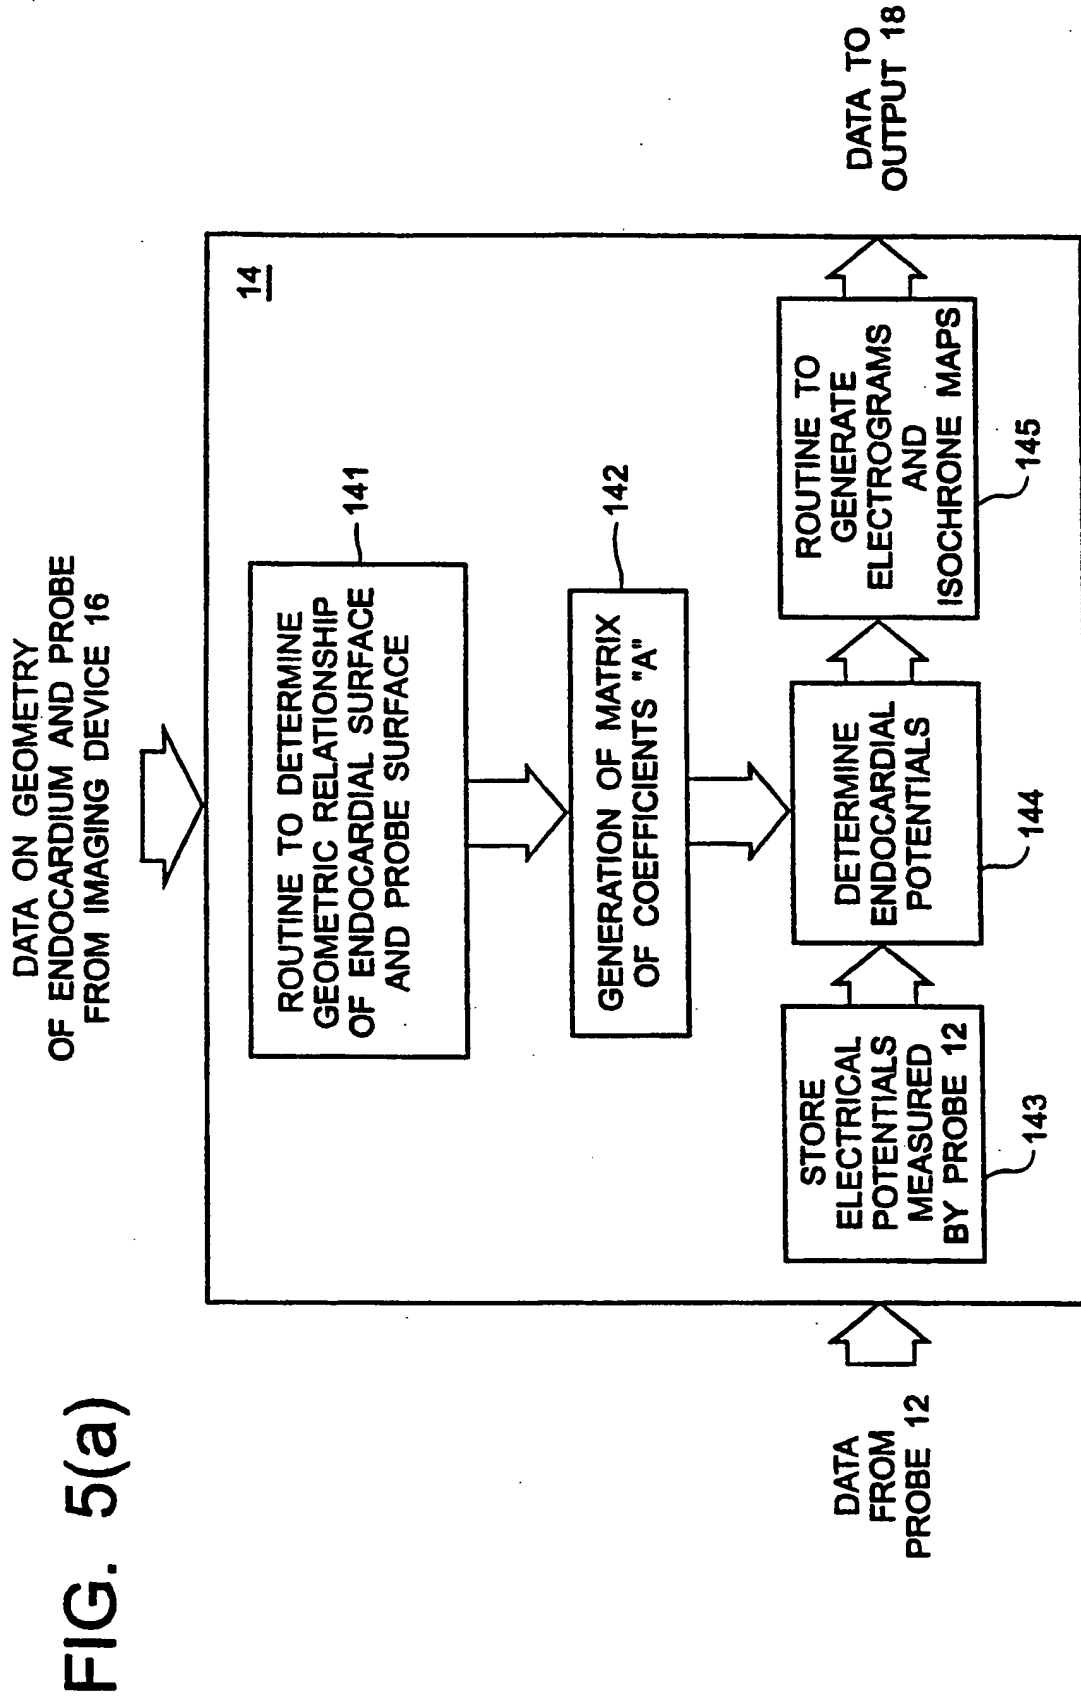 FIG. 5(a)
DATA ON GEOMETRY
OF ENDOCARDIUM AND PROBE
FROM IMAGING DEVICE 16
14
ROUTINE TO DETERMINE
GEOMETRIC RELATIONSHIP
OF ENDOCARDIAL SURFACE
AND PROBE SURFACE
141
GENERATION OF MATRIX
OF COEFFICIENTS "A"
142
DATA
FROM
PROBE 12
STORE
ELECTRICAL
POTENTIALS
MEASURED
BY PROBE 12
143
DETERMINE
ENDOCARDIAL
POTENTIALS
144
ROUTINE TO
GENERATE
ELECTROGRAMS
AND
ISOCHRONE MAPS
145
DATA TO
OUTPUT 18